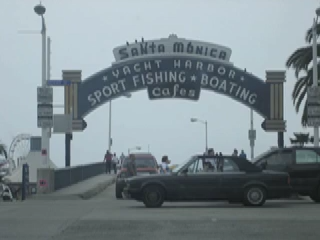 Santa Monica
* YACHT HARBOR *
SPORT FISHING * BOATING
Cafes